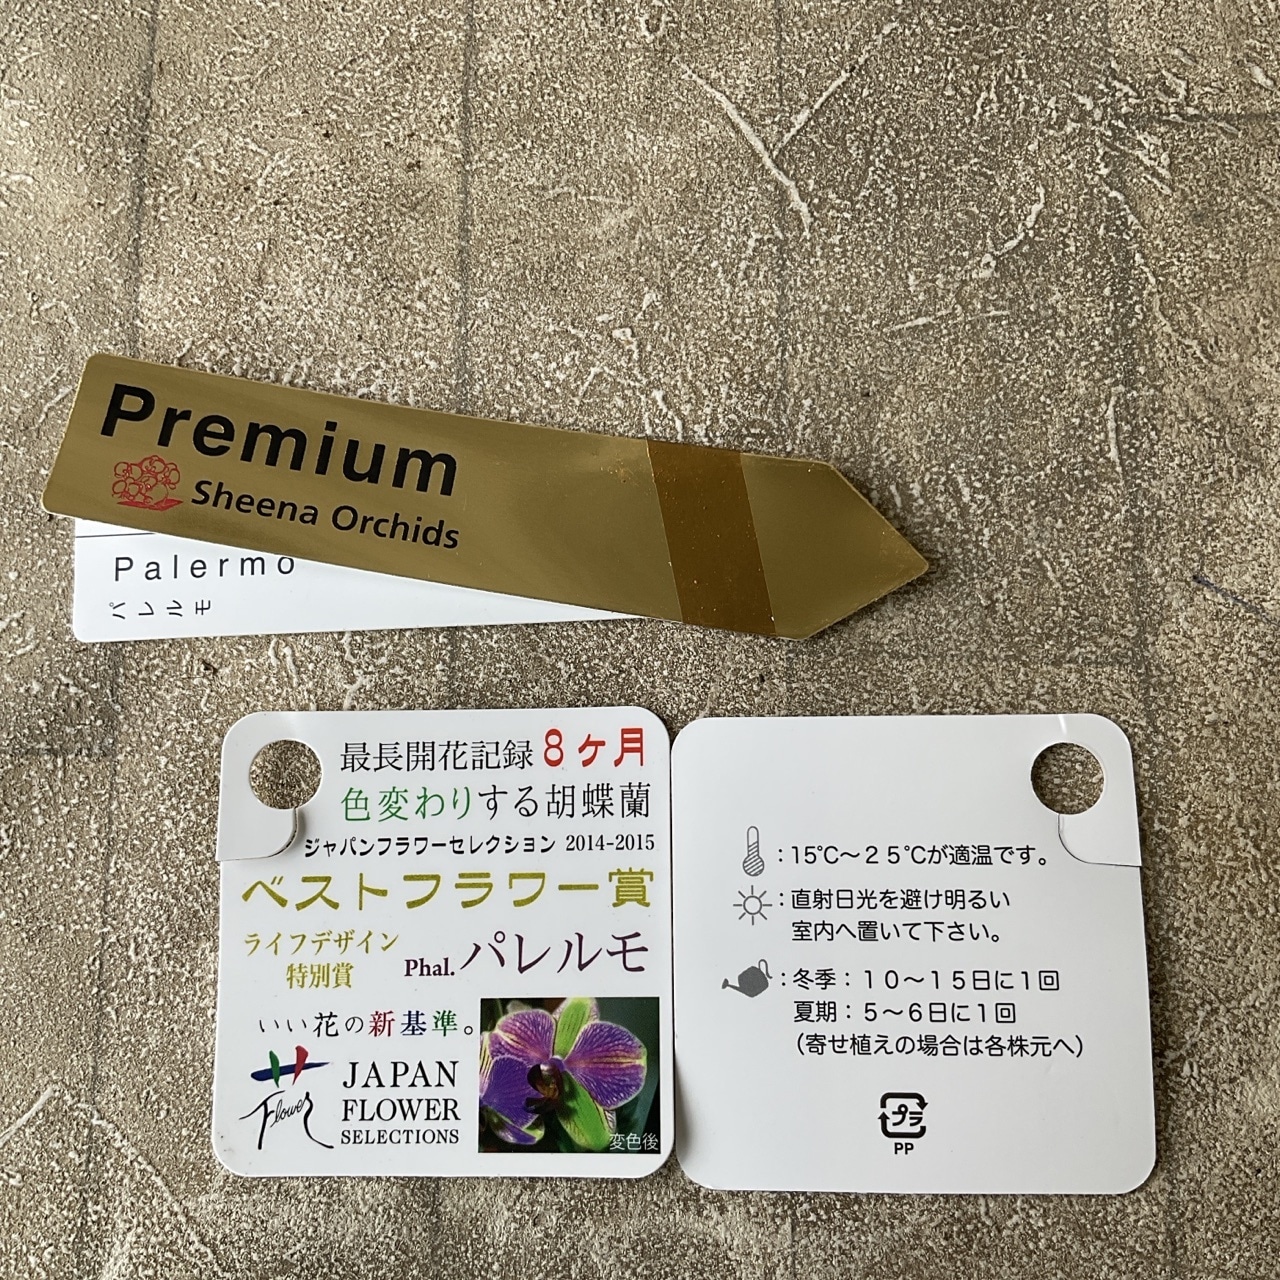 Premium
Sheena Orchids
Palermo
パレルモ
最長開花記録 8ヶ月
色変わりする胡蝶蘭
ジャパンフラワーセレクション 2014-2015
ベストフラワー賞
ライフデザイン
特別賞
Phal.パレルモ
いい花の新基準。
Flower
JAPAN
FLOWER
SELECTIONS
変色後
:15℃〜25℃が適温です。
:直射日光を避け明るい
室内へ置いて下さい。
:冬季:10〜15日に1回
夏期:5〜6日に1回
(寄せ植えの場合は各株元へ)
プラ
PP